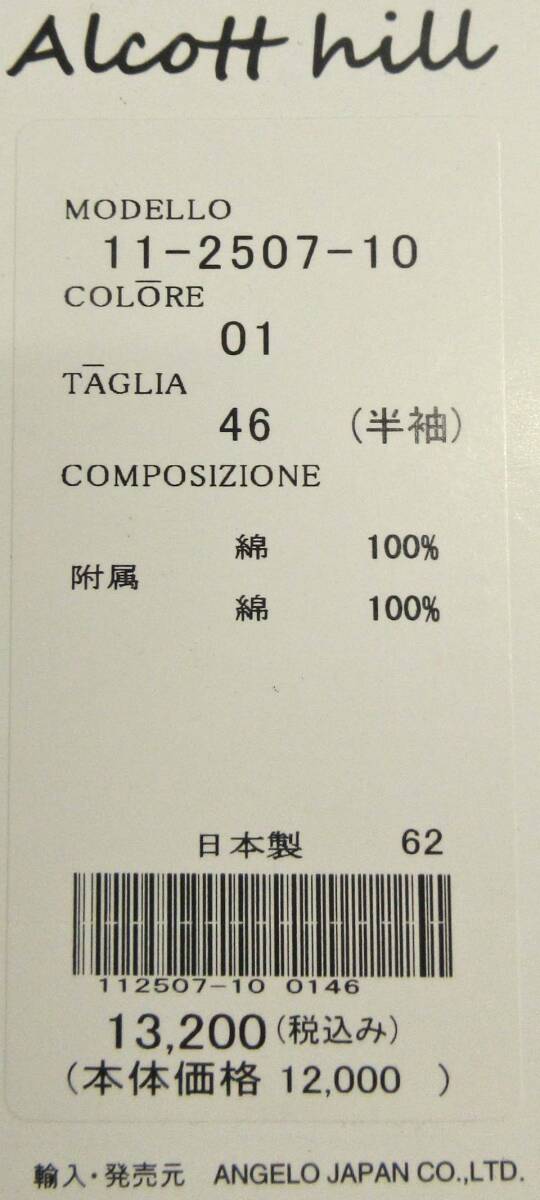 Alcott hill
MODELLO
11-2507-10
COLŌRE
01
TĀGLIA
46 (半袖)
COMPOSIZIONE
綿 100%
附属
綿 100%
日本製 62
112507-10 0146
13,200(税込み)
(本体価格 12,000 )
輸入・発売元 ANGELO JAPAN CO.,LTD.